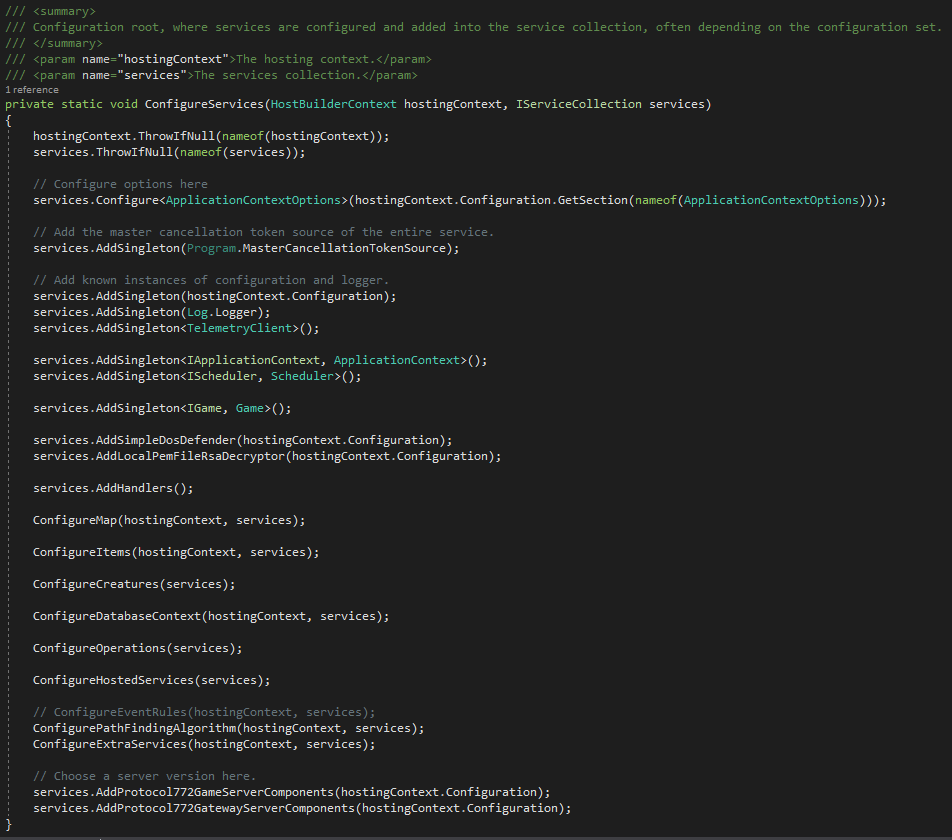 /// <summary>
/// Configuration root, where services are configured and added into the service collection, often depending on the configuration set.
/// </summary>
/// <param name="hostingContext">The hosting context.</param>
/// <param name="services">The services collection.</param>
1 reference
private static void ConfigureServices(HostBuilderContext hostingContext, IServiceCollection services)
{
hostingContext.ThrowIfNull(nameof(hostingContext));
services.ThrowIfNull(nameof(services));
// Configure options here
services.Configure<ApplicationContextOptions>(hostingContext.Configuration.GetSection(nameof(ApplicationContextOptions)));
// Add the master cancellation token source of the entire service.
services.AddSingleton(Program.MasterCancellationTokenSource);
// Add known instances of configuration and logger.
services.AddSingleton(hostingContext.Configuration);
services.AddSingleton(Log.Logger);
services.AddSingleton<TelemetryClient>();
services.AddSingleton<IApplicationContext, ApplicationContext>();
services.AddSingleton<IScheduler, Scheduler>();
services.AddSingleton<IGame, Game>();
services.AddSimpleDosDefender(hostingContext.Configuration);
services.AddLocalPemFileRsaDecryptor(hostingContext.Configuration);
services.AddHandlers();
ConfigureMap(hostingContext, services);
ConfigureItems(hostingContext, services);
ConfigureCreatures(services);
ConfigureDatabaseContext(hostingContext, services);
ConfigureOperations(services);
ConfigureHostedServices(services);
// ConfigureEventRules(hostingContext, services);
ConfigurePathFindingAlgorithm(hostingContext, services);
ConfigureExtraServices(hostingContext, services);
// Choose a server version here.
services.AddProtocol772GameServerComponents(hostingContext.Configuration);
services.AddProtocol772GatewayServerComponents(hostingContext.Configuration);
}